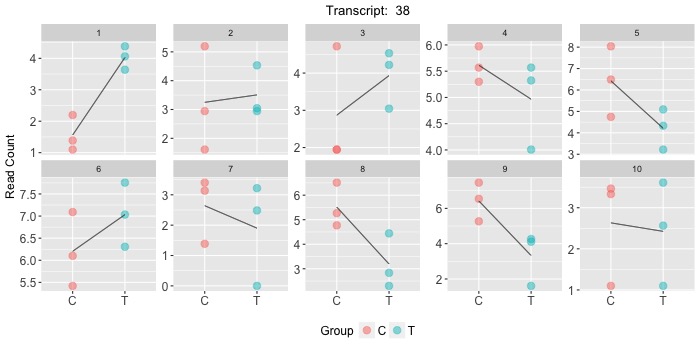 Transcript: 38
1 2 3 4 5
4 3 2 1
5 4 3 2
4 3 2
6.0 5.5 5.0 4.5 4.0
8 7 6 5 4 3
Read Count
6 7 8 9 10
7.5 7.0 6.5 6.0 5.5
3 2 1 0
6 5 4 3
6 4 2
3 2 1
C T C T C T C T C T
Group C T